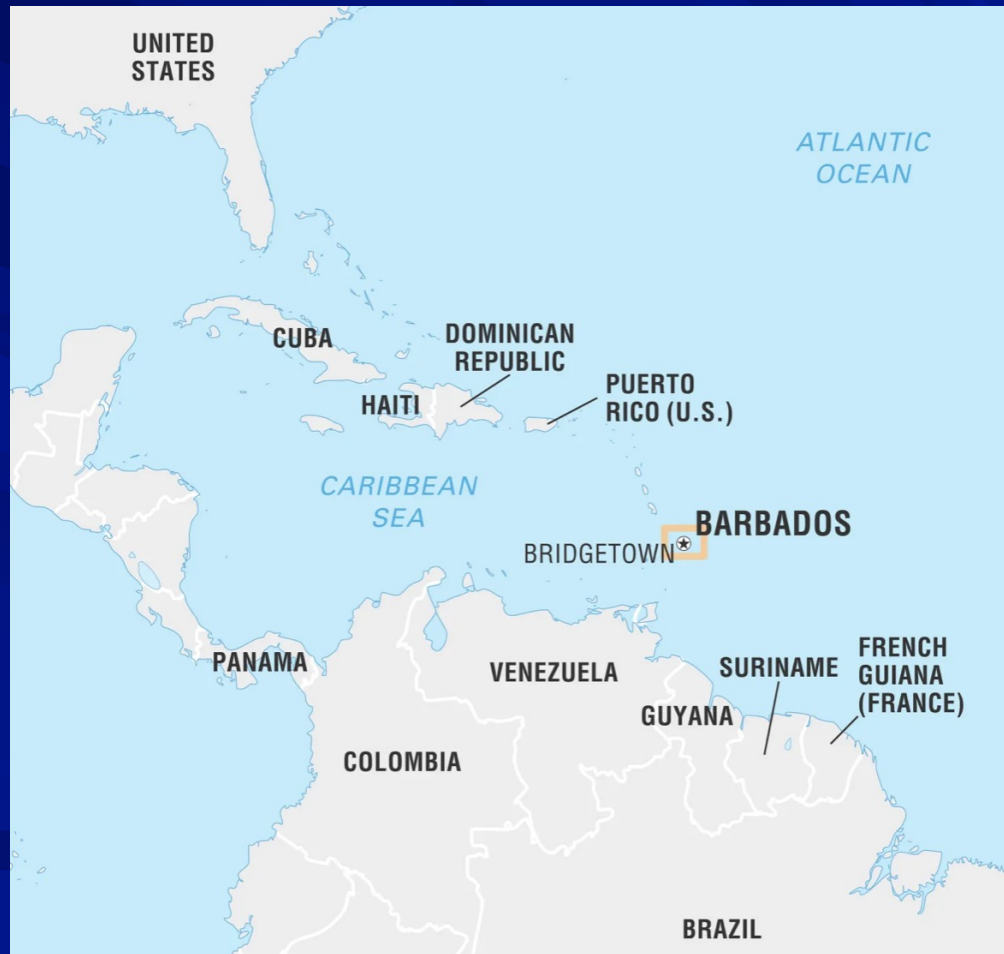 UNITED
STATES
ATLANTIC
OCEAN
CUBA
DOMINICAN
REPUBLIC
HAITI
PUERTO
RICO (U.S.)
CARIBBEAN
SEA
BARBADOS
BRIDGETOWN
PANAMA
VENEZUELA
SURINAME
FRENCH
GUIANA
(FRANCE)
GUYANA
COLOMBIA
BRAZIL